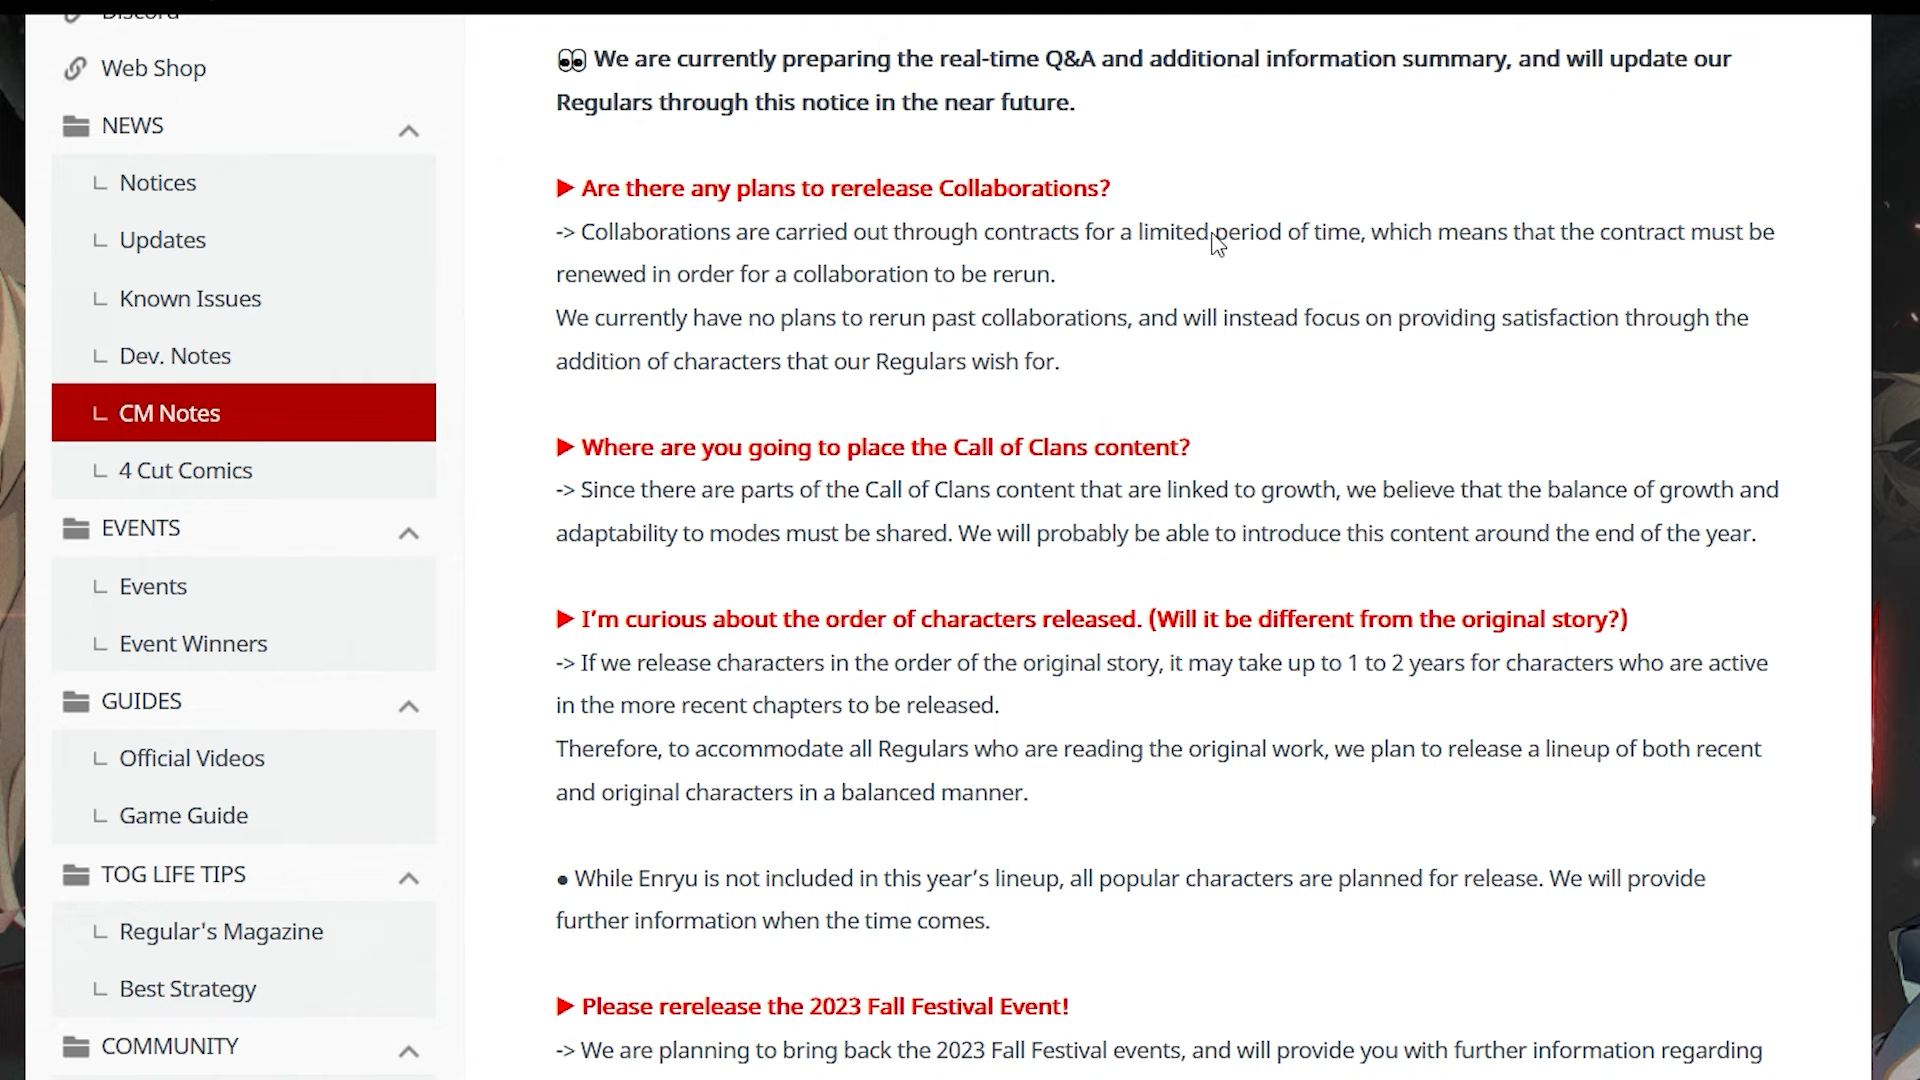 Discord
Web Shop
NEWS
Notices
Updates
Known Issues
Dev. Notes
CM Notes
4 Cut Comics
EVENTS
Events
Event Winners
GUIDES
Official Videos
Game Guide
TOG LIFE TIPS
Regular's Magazine
Best Strategy
COMMUNITY
👀 We are currently preparing the real-time Q&A and additional information summary, and will update our
Regulars through this notice in the near future.
▶ Are there any plans to rerelease Collaborations?
-> Collaborations are carried out through contracts for a limited period of time, which means that the contract must be
renewed in order for a collaboration to be rerun.
We currently have no plans to rerun past collaborations, and will instead focus on providing satisfaction through the
addition of characters that our Regulars wish for.
▶ Where are you going to place the Call of Clans content?
-> Since there are parts of the Call of Clans content that are linked to growth, we believe that the balance of growth and
adaptability to modes must be shared. We will probably be able to introduce this content around the end of the year.
▶ I’m curious about the order of characters released. (Will it be different from the original story?)
-> If we release characters in the order of the original story, it may take up to 1 to 2 years for characters who are active
in the more recent chapters to be released.
Therefore, to accommodate all Regulars who are reading the original work, we plan to release a lineup of both recent
and original characters in a balanced manner.
● While Enryu is not included in this year’s lineup, all popular characters are planned for release. We will provide
further information when the time comes.
▶ Please rerelease the 2023 Fall Festival Event!
-> We are planning to bring back the 2023 Fall Festival events, and will provide you with further information regarding